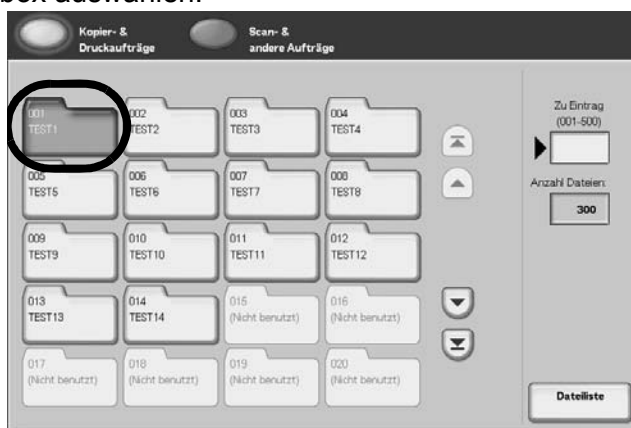 box auswählen.
Kopier- &
Druckaufträge
Scan- &
andere Aufträge
001
TEST1
002
TEST2
003
TEST3
004
TEST4
Zu Eintrag
(001-500)
005
TEST5
006
TEST6
007
TEST7
008
TEST8
Anzahl Dateien:
300
009
TEST9
010
TEST10
011
TEST11
012
TEST12
013
TEST13
014
TEST14
015
(Nicht benutzt)
016
(Nicht benutzt)
017
(Nicht benutzt)
018
(Nicht benutzt)
019
(Nicht benutzt)
020
(Nicht benutzt)
Dateiliste